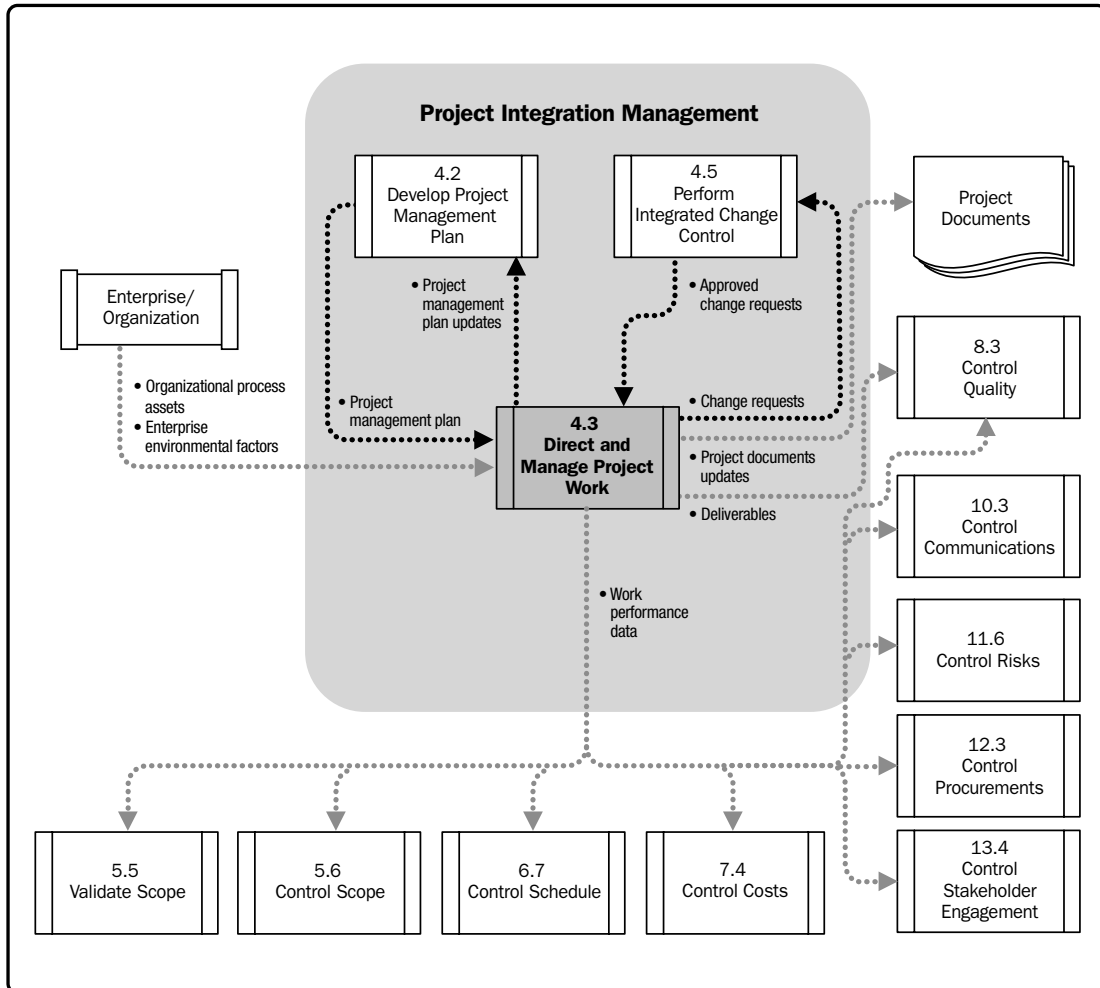 Project Integration Management
4.2
Develop Project
Management
Plan
4.5
Perform
Integrated Change
Control
Project
Documents
Enterprise/
Organization
• Project
management
plan updates
• Approved
change requests
8.3
Control
Quality
• Organizational process
assets
• Enterprise
environmental factors
• Project
management plan
• Change requests
4.3
Direct and
Manage Project
Work
• Project documents
updates
• Deliverables
10.3
Control
Communications
• Work
performance
data
11.6
Control Risks
12.3
Control
Procurements
5.5
Validate Scope
5.6
Control Scope
6.7
Control Schedule
7.4
Control Costs
13.4
Control
Stakeholder
Engagement